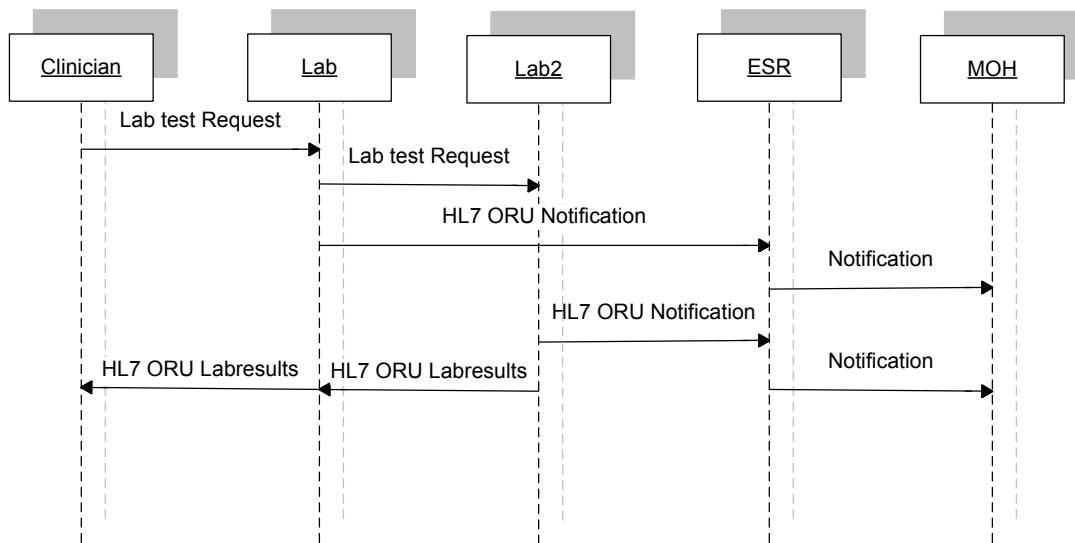 Clinician
Lab
Lab2
ESR
MOH
Lab test Request
Lab test Request
HL7 ORU Notification
Notification
HL7 ORU Notification
HL7 ORU Labresults
HL7 ORU Labresults
Notification